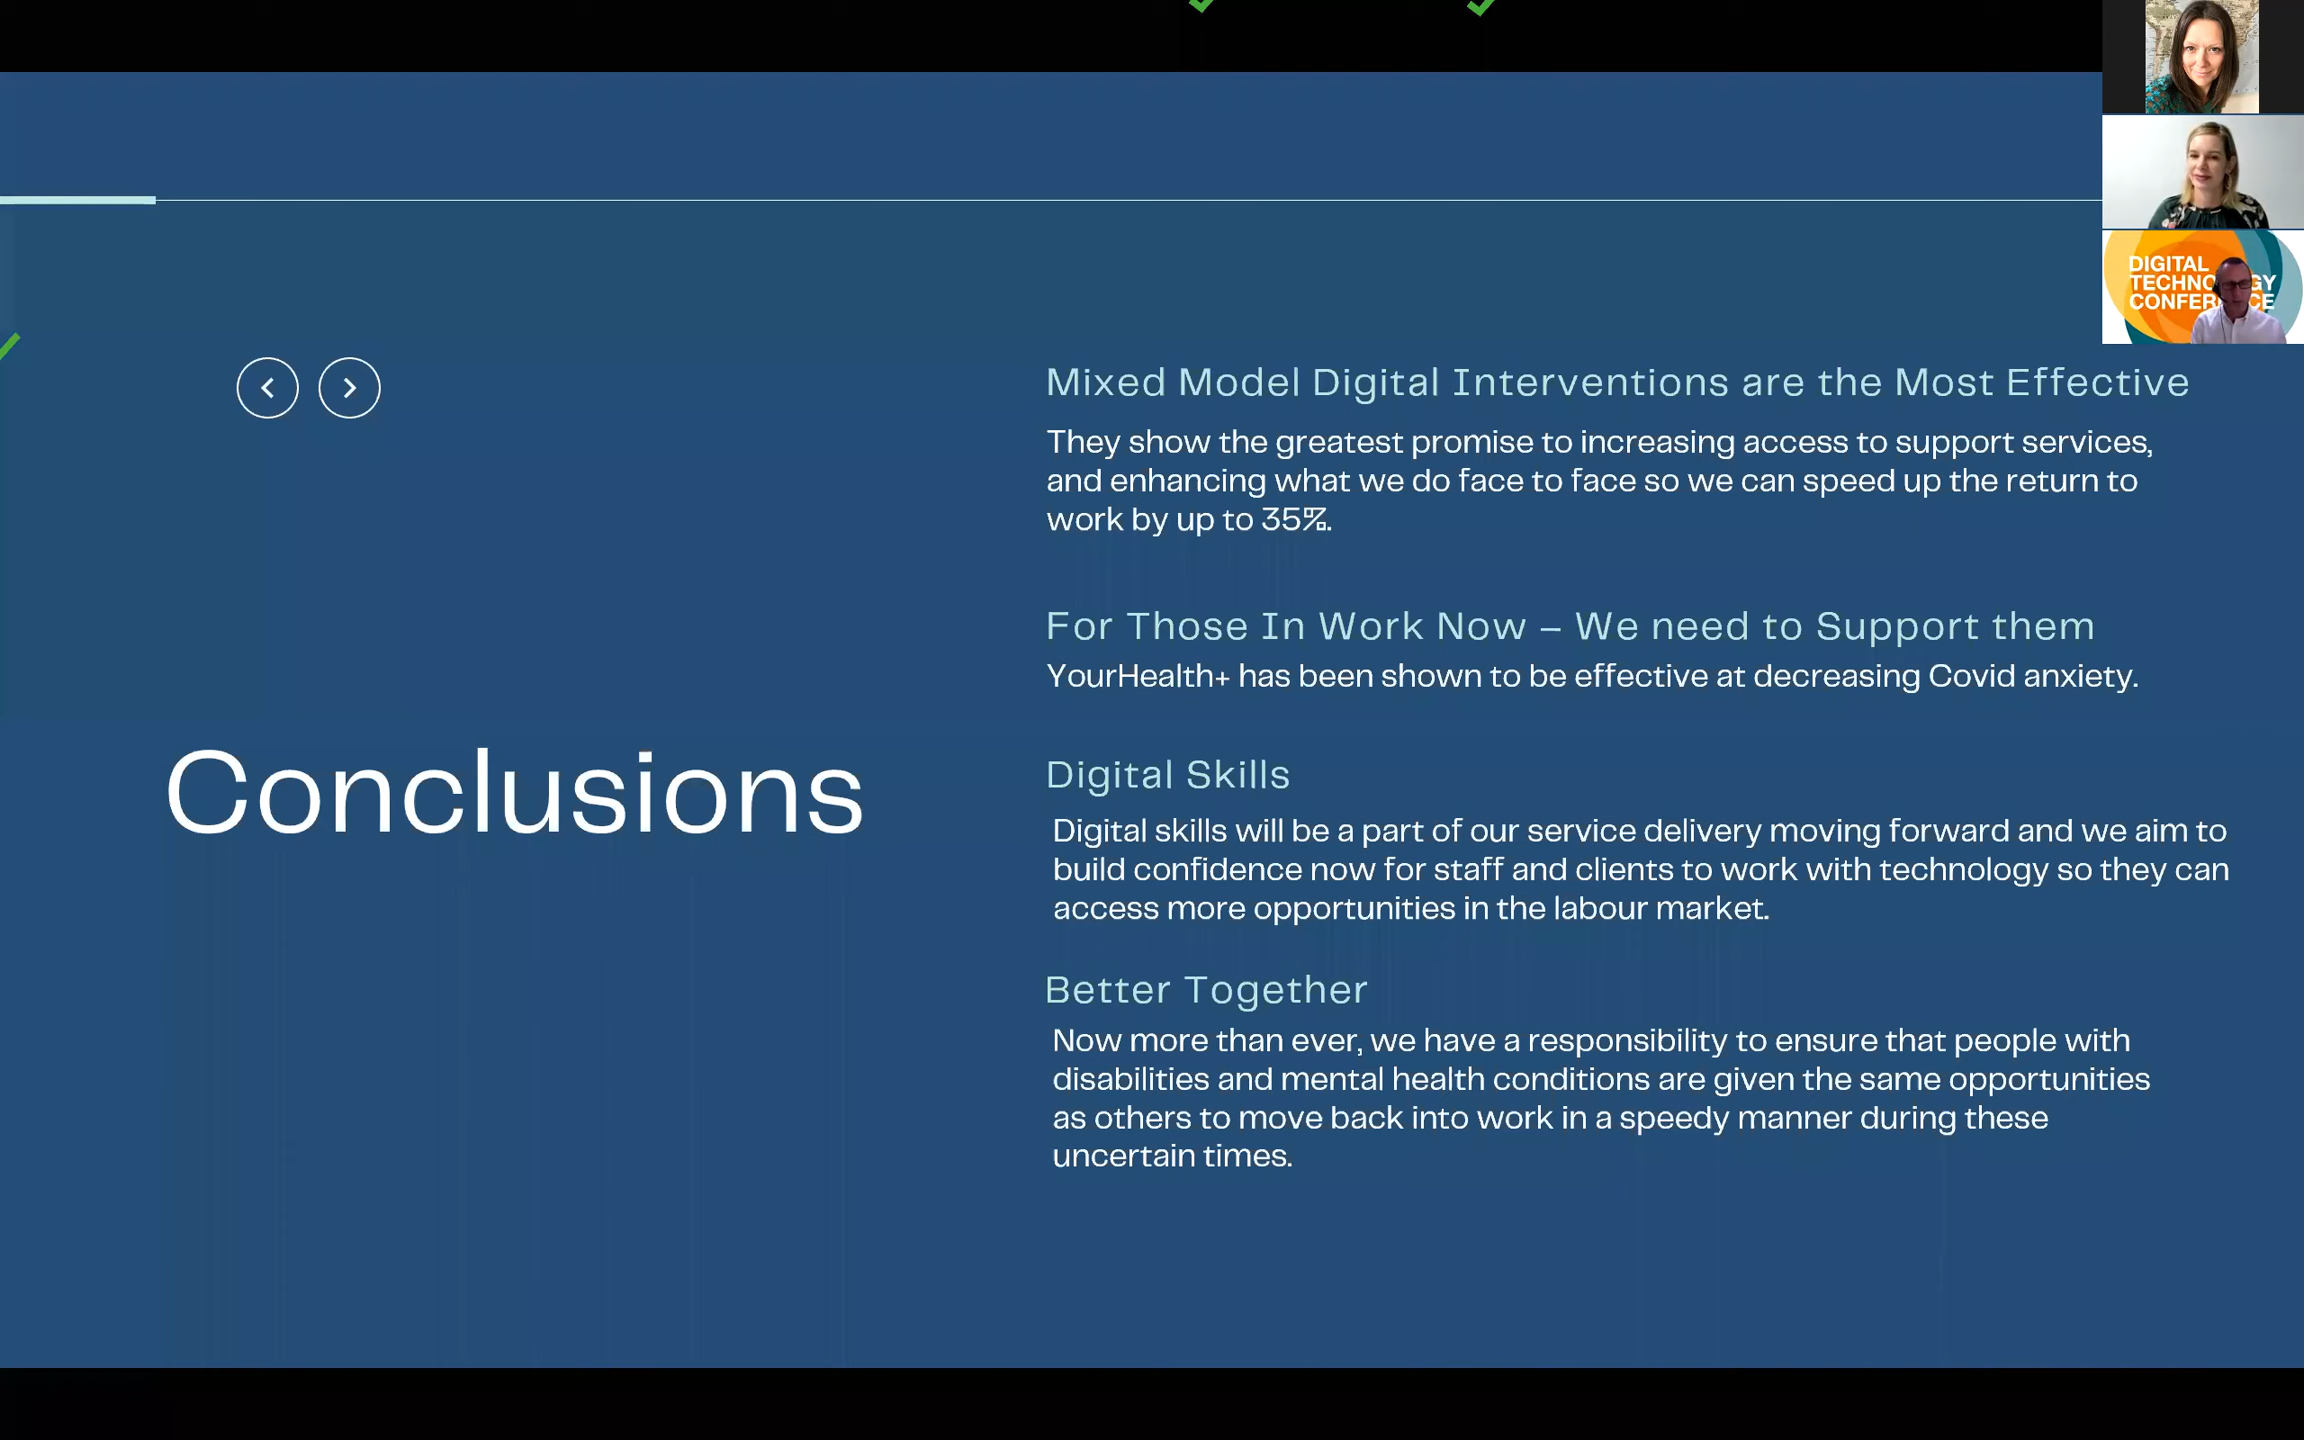 DIGITAL
TECHNO GY
CONFER CE
Mixed Model Digital Interventions are the Most Effective
They show the greatest promise to increasing access to support services,
and enhancing what we do face to face so we can speed up the return to
work by up to 35%.
For Those In Work Now – We need to Support them
YourHealth+ has been shown to be effective at decreasing Covid anxiety.
Conclusions
Digital Skills
Digital skills will be a part of our service delivery moving forward and we aim to
build confidence now for staff and clients to work with technology so they can
access more opportunities in the labour market.
Better Together
Now more than ever, we have a responsibility to ensure that people with
disabilities and mental health conditions are given the same opportunities
as others to move back into work in a speedy manner during these
uncertain times.